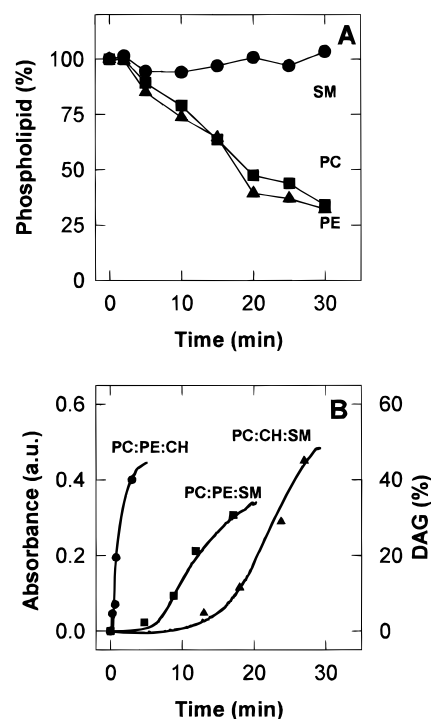 A
100
75
50
25
0
Phospholipid (%)
SM
PC
PE
0 10 20 30
Time (min)
B
0.6
0.4
0.2
0.0
Absorbance (a.u.)
PC:PE:CH
PC:PE:SM
PC:CH:SM
60
40
20
0
DAG (%)
0 10 20 30
Time (min)